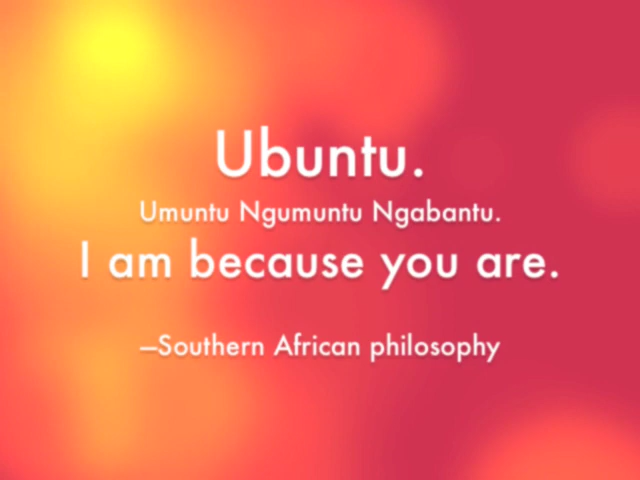 Ubuntu.
Umuntu Ngumuntu Ngabantu.
I am because you are.
—Southern African philosophy